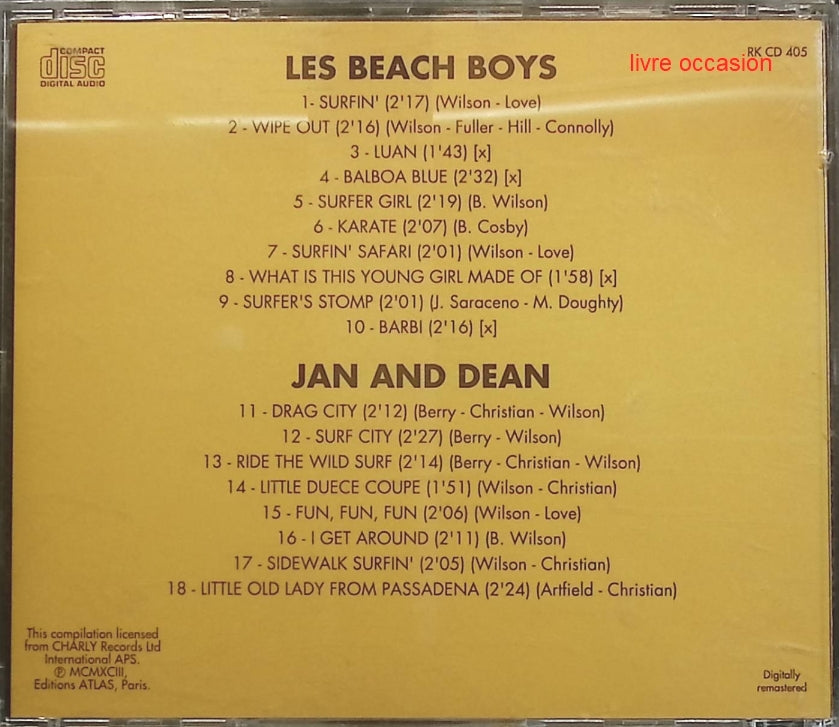 COMPACT
disc
DIGITAL AUDIO
RK CD 405
livre occasion
LES BEACH BOYS
1- SURFIN' (2'17) (Wilson - Love)
2 - WIPE OUT (2'16) (Wilson - Fuller - Hill - Connolly)
3 - LUAN (1'43) [x]
4 - BALBOA BLUE (2'32) [x]
5 - SURFER GIRL (2'19) (B. Wilson)
6 - KARATE (2'07) (B. Cosby)
7 - SURFIN' SAFARI (2'01) (Wilson - Love)
8 - WHAT IS THIS YOUNG GIRL MADE OF (1'58) [x]
9 - SURFER'S STOMP (2'01) (J. Saraceno - M. Doughty)
10 - BARBI (2'16) [x]
JAN AND DEAN
11 - DRAG CITY (2'12) (Berry - Christian - Wilson)
12 - SURF CITY (2'27) (Berry - Wilson)
13 - RIDE THE WILD SURF (2'14) (Berry - Christian - Wilson)
14 - LITTLE DUECE COUPE (1'51) (Wilson - Christian)
15 - FUN, FUN, FUN (2'06) (Wilson - Love)
16 - I GET AROUND (2'11) (B. Wilson)
17 - SIDEWALK SURFIN' (2'05) (Wilson - Christian)
18 - LITTLE OLD LADY FROM PASSADENA (2'24) (Artfield - Christian)
This compilation licensed
from CHARLY Records Ltd
International APS.
℗ MCMXCIII,
Editions ATLAS, Paris.
Digitally
remastered